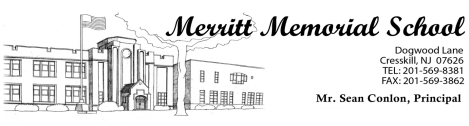 Merritt Memorial School
Dogwood Lane
Cresskill, NJ 07626
TEL: 201-569-8381
FAX: 201-569-3862
Mr. Sean Conlon, Principal